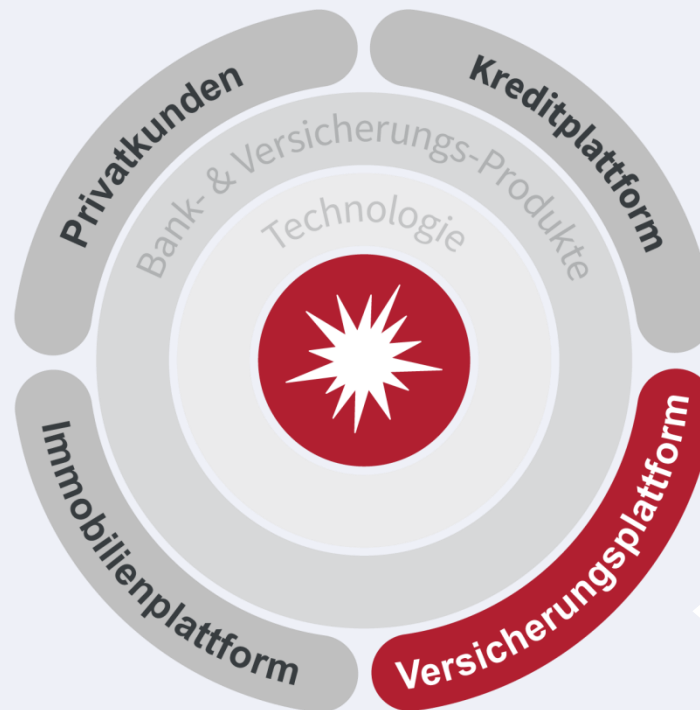 Privatkunden
Kreditplattform
Bank- & Versicherungs-Produkte
Technologie
Immobilienplattform
Versicherungsplattform